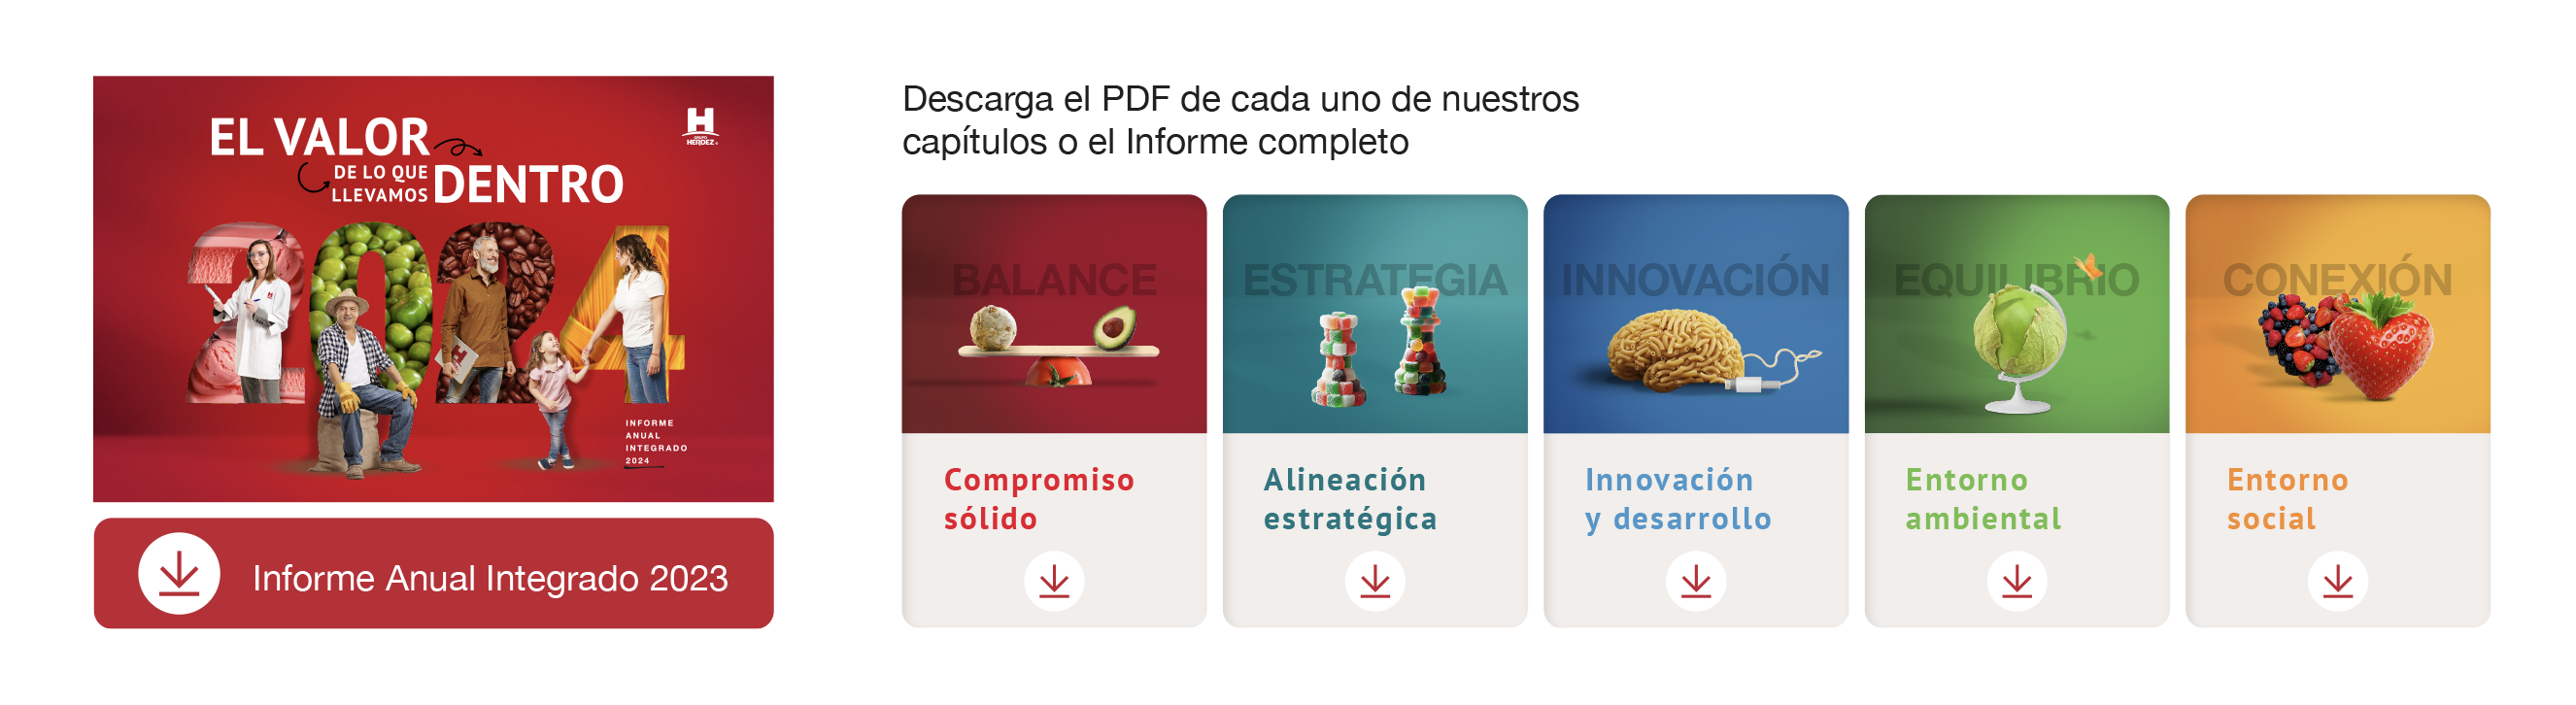 EL VALOR
DE LO QUE
LLEVAMOS DENTRO
H
GRUPO
HERDEZ
INFORME
ANUAL
INTEGRADO
2024
Informe Anual Integrado 2023
Descarga el PDF de cada uno de nuestros
capítulos o el Informe completo
BALANCE
Compromiso
sólido
ESTRATEGIA
Alineación
estratégica
INNOVACIÓN
Innovación
y desarrollo
EQUILIBRIO
Entorno
ambiental
CONEXIÓN
Entorno
social
2024